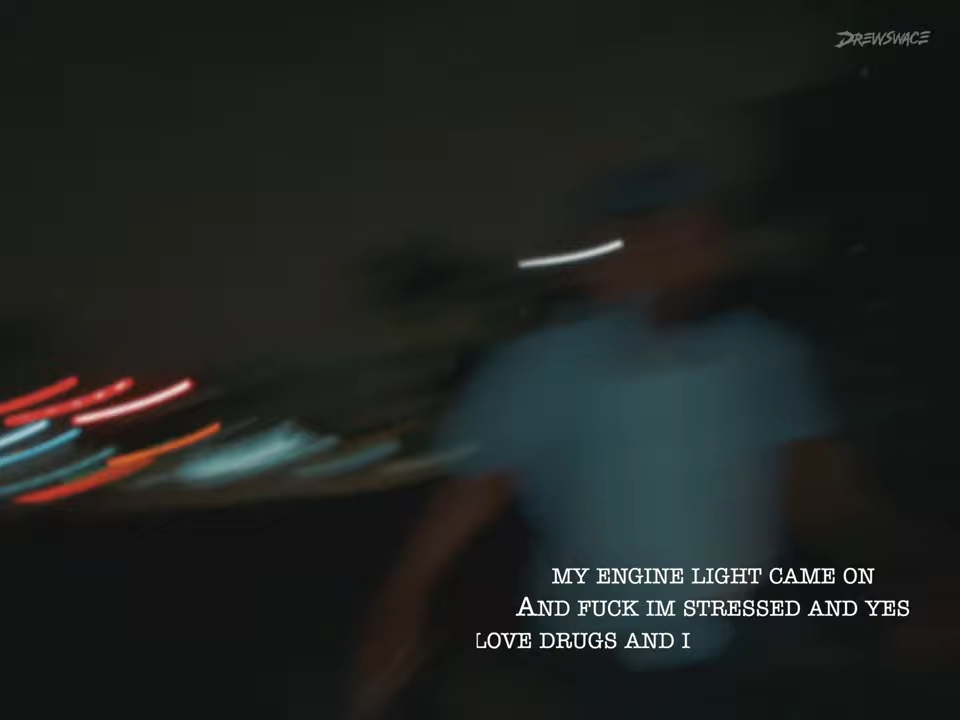 DREWSWACE
MY ENGINE LIGHT CAME ON
AND FUCK IM STRESSED AND YES
LOVE DRUGS AND I